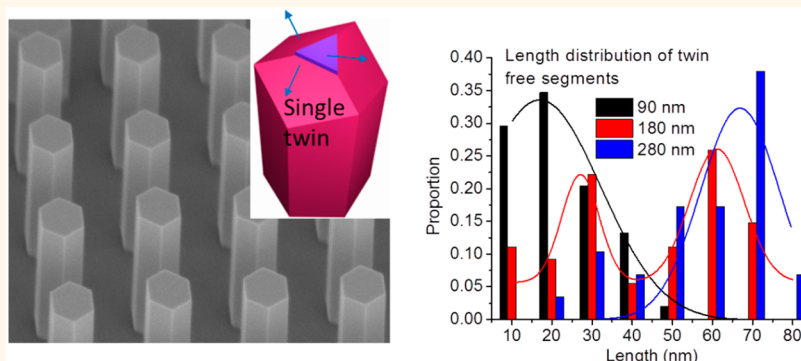 Single
twin
Length distribution of twin
free segments
90 nm
180 nm
280 nm
Proportion
0.40
0.35
0.30
0.25
0.20
0.15
0.10
0.05
0.00
10 20 30 40 50 60 70 80
Length (nm)